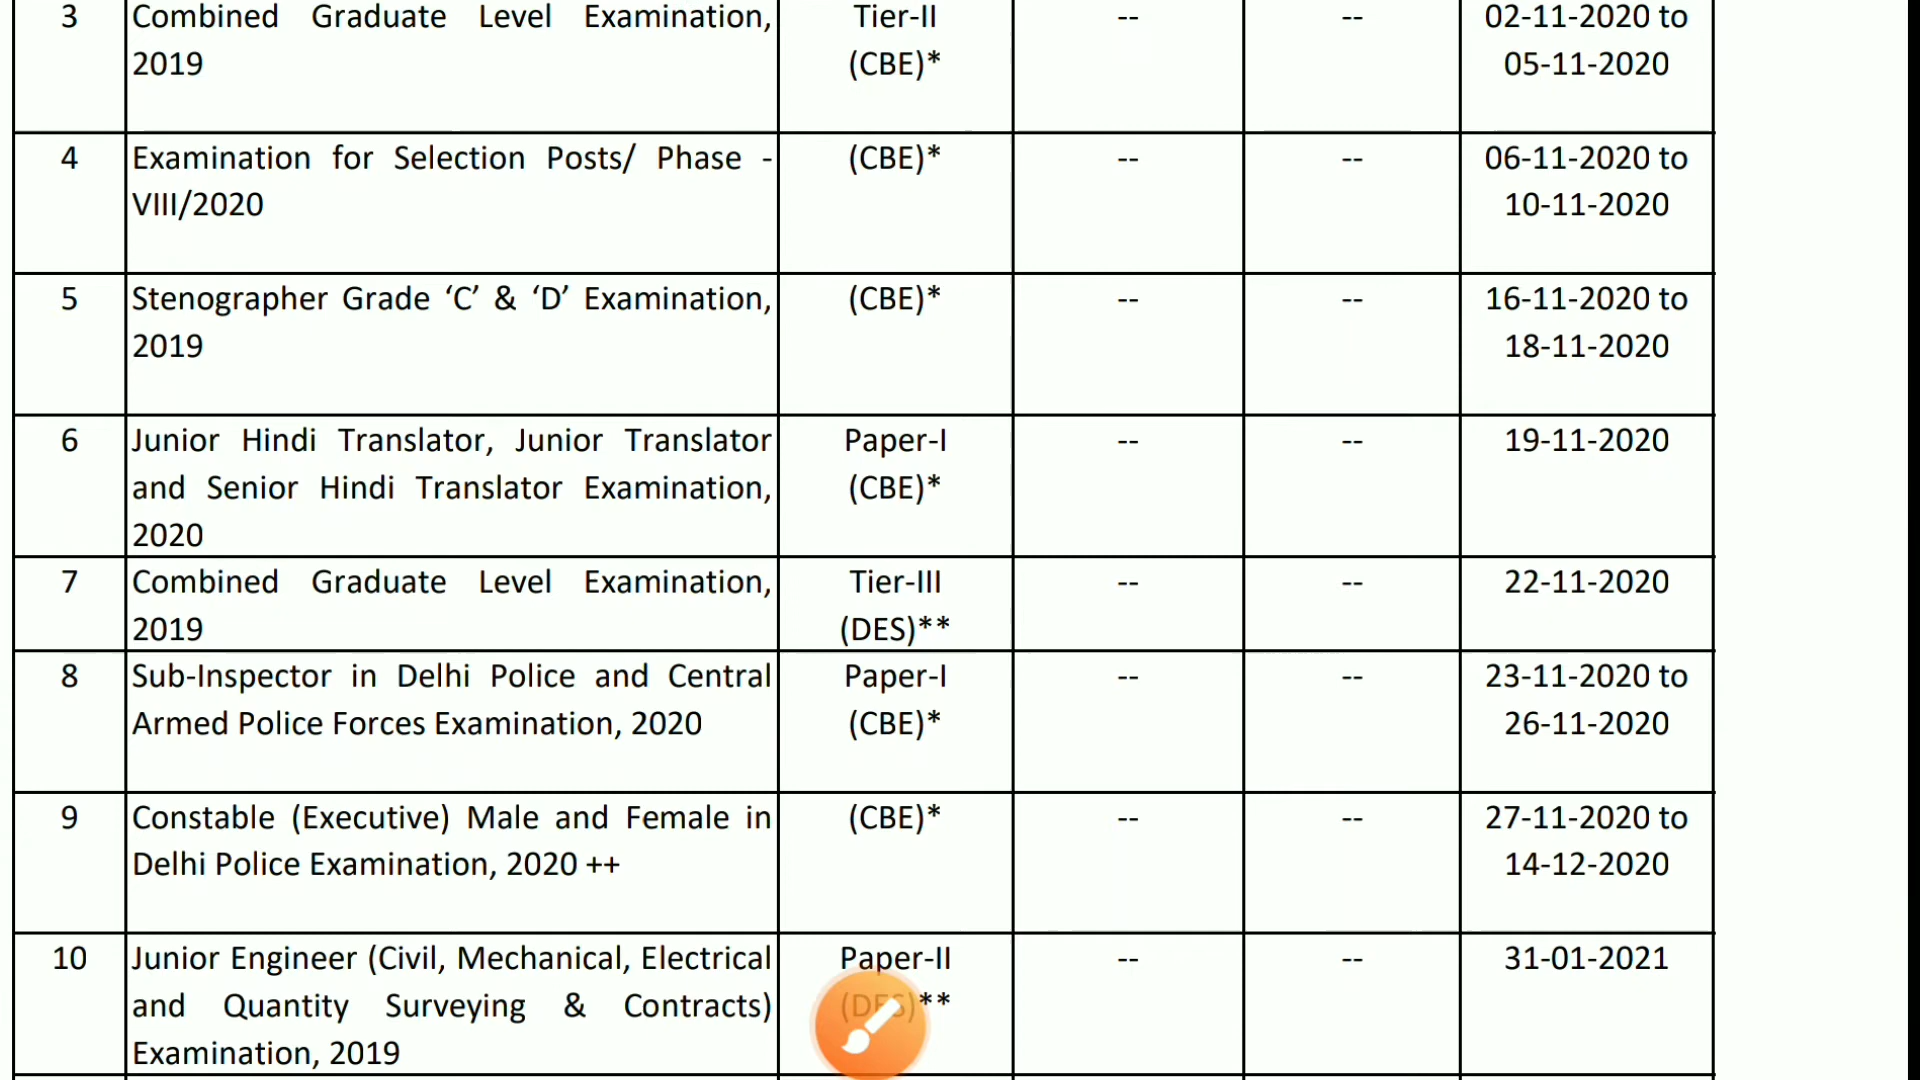 3 Combined Graduate Level Examination, Tier-II -- -- 02-11-2020 to
2019 (CBE)* 05-11-2020
4 Examination for Selection Posts/ Phase - (CBE)* -- -- 06-11-2020 to
VIII/2020 10-11-2020
5 Stenographer Grade ‘C’ & ‘D’ Examination, (CBE)* -- -- 16-11-2020 to
2019 18-11-2020
6 Junior Hindi Translator, Junior Translator Paper-I -- -- 19-11-2020
and Senior Hindi Translator Examination, (CBE)*
2020
7 Combined Graduate Level Examination, Tier-III -- -- 22-11-2020
2019 (DES)**
8 Sub-Inspector in Delhi Police and Central Paper-I -- -- 23-11-2020 to
Armed Police Forces Examination, 2020 (CBE)* 26-11-2020
9 Constable (Executive) Male and Female in (CBE)* -- -- 27-11-2020 to
Delhi Police Examination, 2020 ++ 14-12-2020
10 Junior Engineer (Civil, Mechanical, Electrical Paper-II -- -- 31-01-2021
and Quantity Surveying & Contracts) (DES)**
Examination, 2019